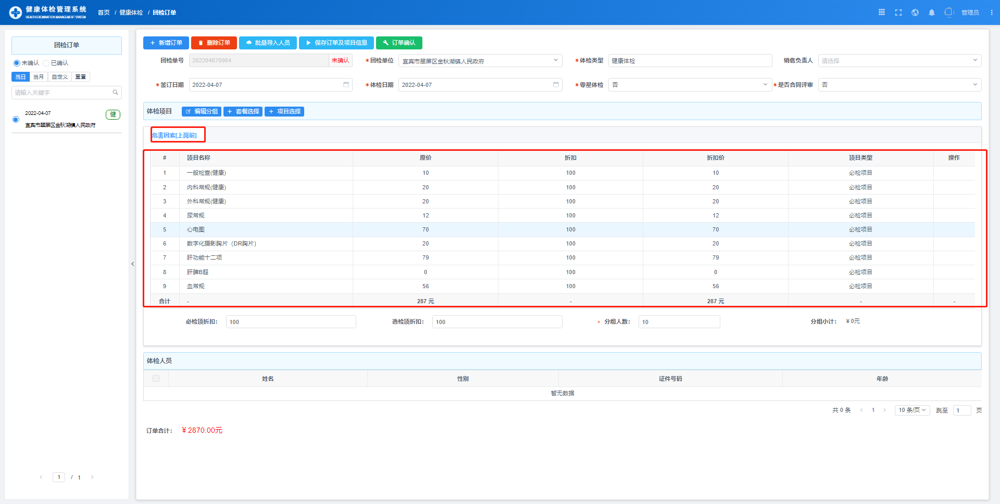 健康体检管理系统
HEALTH EXCMINATION MANAGEMENT SYSTEM
首页 / 健康体检 / 团检订单
管理员
团检订单
未确认 已确认
当日 当月 自定义 重置
请输入关键字
2022-04-07 健
宜宾市翠屏区金秋湖镇人民政府
1 / 1
新增订单 删除订单 批量导入人员 保存订单及项目信息 订单确认
团检单号 202204070004 未确认 *团检单位 宜宾市翠屏区金秋湖镇人民政府 *体检类型 健康体检 销售负责人 请选择
*签订日期 2022-04-07 *体检日期 2022-04-07 *零星体检 否 *是否合同评审 否
体检项目 编辑分组 + 套餐选择 + 项目选择
危害因素[上岗前]
# 项目名称 原价 折扣 折扣价 项目类型 操作
1 一般检查(健康) 10 100 10 必检项目
2 内科常规(健康) 20 100 20 必检项目
3 外科常规(健康) 20 100 20 必检项目
4 尿常规 12 100 12 必检项目
5 心电图 70 100 70 必检项目
6 数字化摄影胸片（DR胸片） 20 100 20 必检项目
7 肝功能十二项 79 100 79 必检项目
8 肝脾B超 0 100 0 必检项目
9 血常规 56 100 56 必检项目
合计 - 287 元 - 287 元 - -
必检项折扣： 100 选检项折扣： 100 * 分组人数： 10 分组小计： ¥ 0元
体检人员
姓名 性别 证件号码 年龄
暂无数据
共 0 条 1 10 条/页 跳至 1 页
订单合计： ¥ 2870.00元